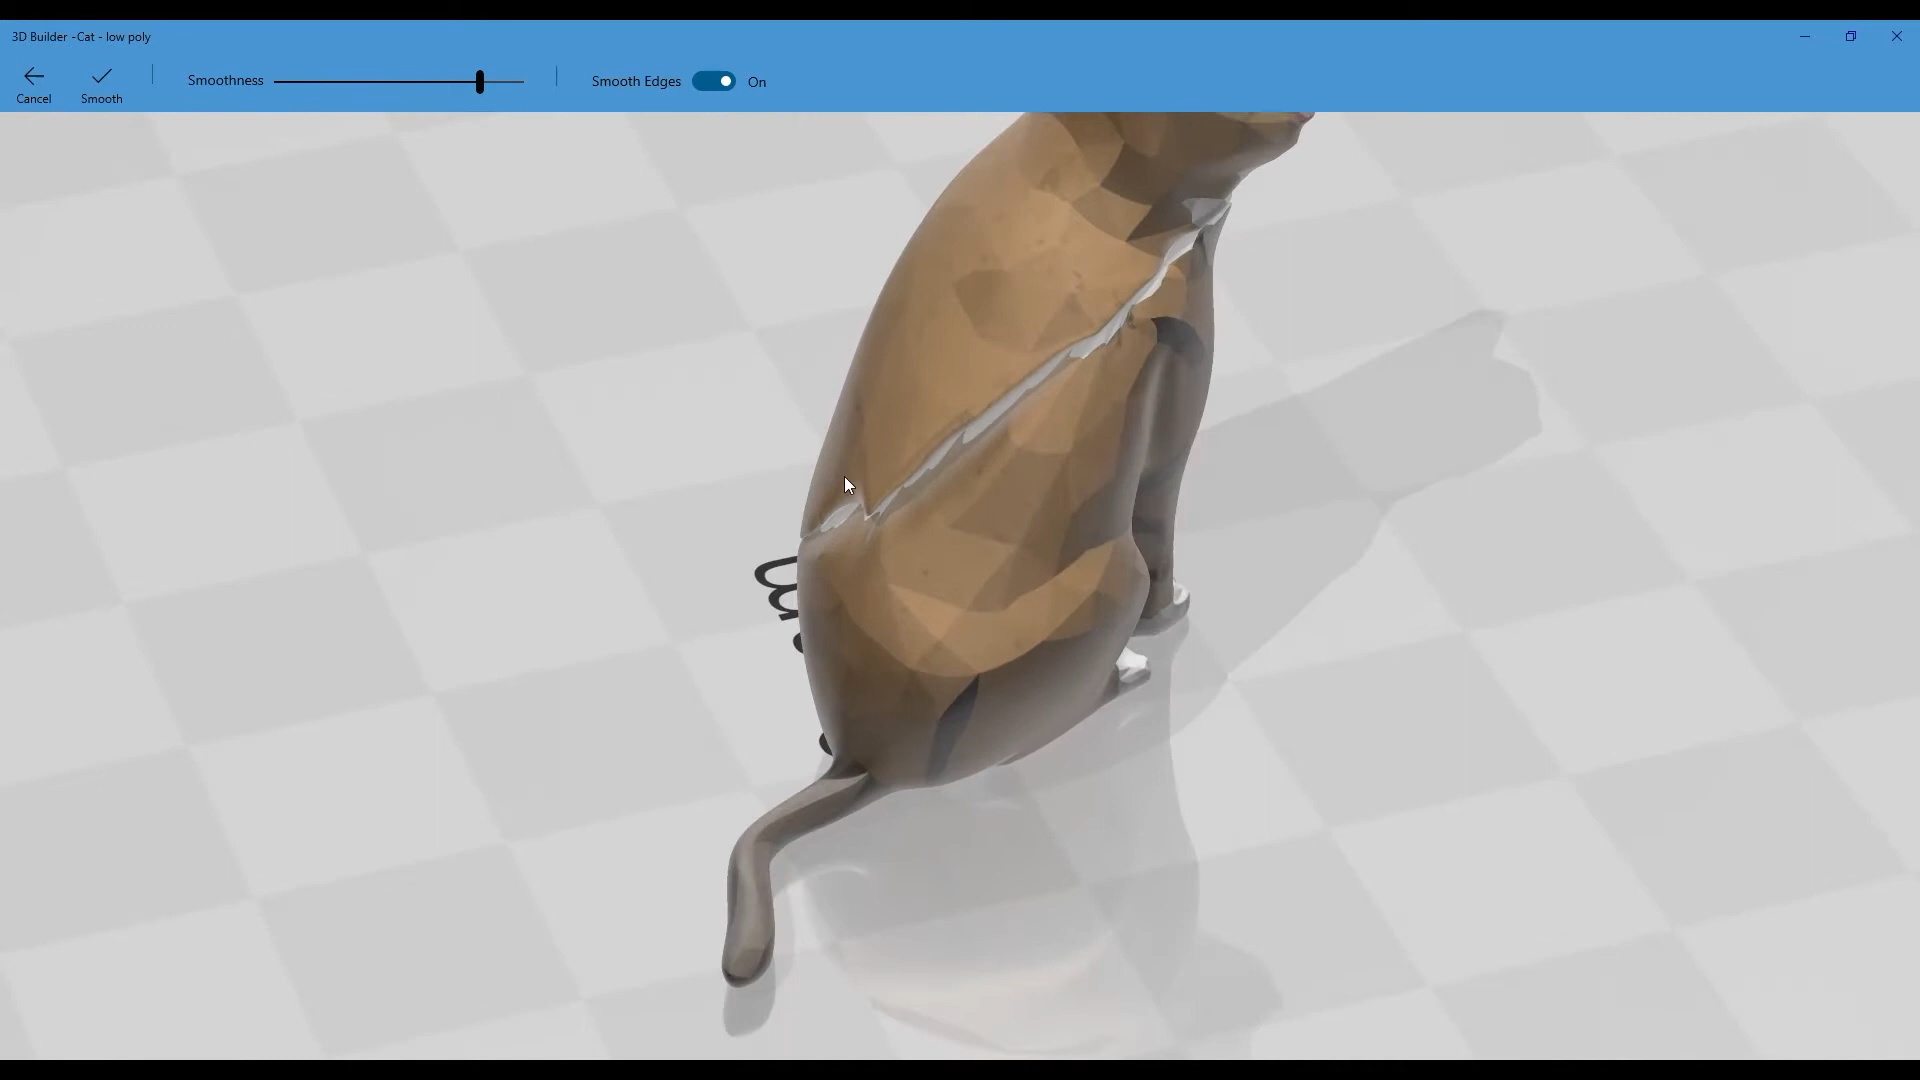 3D Builder -Cat - low poly
Cancel
Smooth
Smoothness
Smooth Edges
On